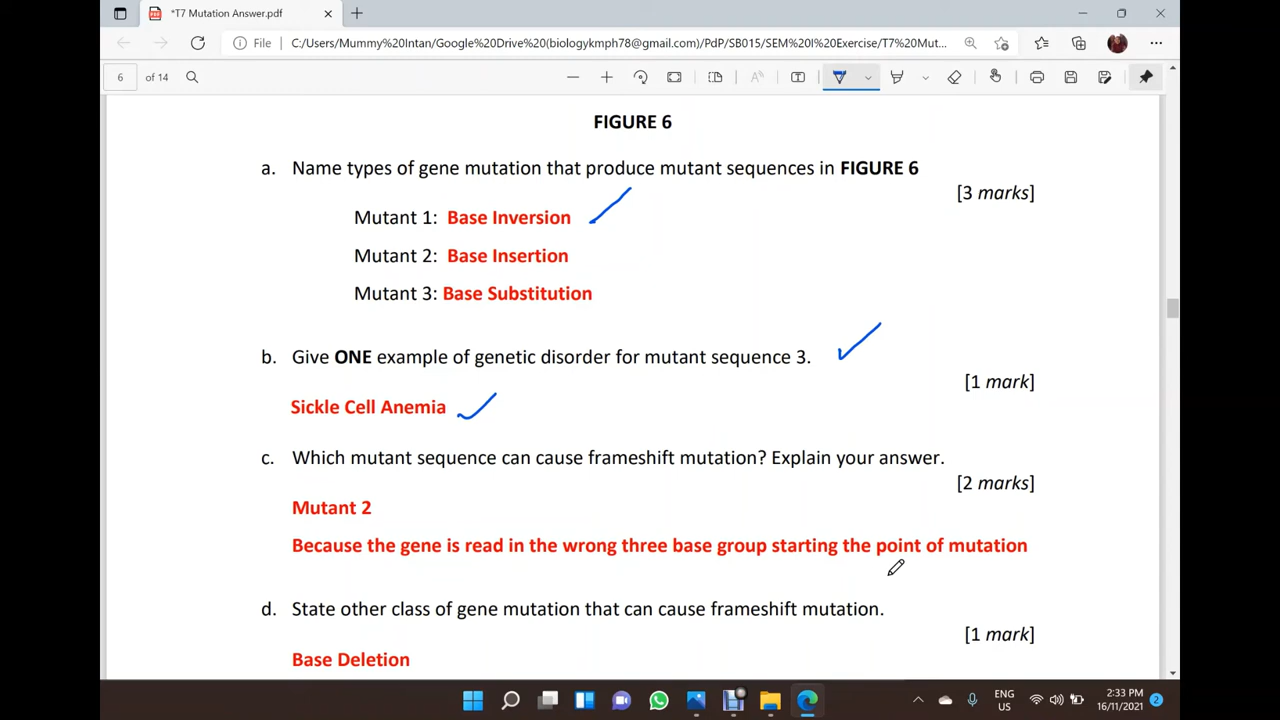 *T7 Mutation Answer.pdf
File C:/Users/Mummy%20Intan/Google%20Drive%20(biologykmph78@gmail.com)/PdP/SB015/SEM%20I%20Exercise/T7%20Mut...
6 of 14
FIGURE 6
a. Name types of gene mutation that produce mutant sequences in FIGURE 6
[3 marks]
Mutant 1: Base Inversion
Mutant 2: Base Insertion
Mutant 3: Base Substitution
b. Give ONE example of genetic disorder for mutant sequence 3.
[1 mark]
Sickle Cell Anemia
c. Which mutant sequence can cause frameshift mutation? Explain your answer.
[2 marks]
Mutant 2
Because the gene is read in the wrong three base group starting the point of mutation
d. State other class of gene mutation that can cause frameshift mutation.
[1 mark]
Base Deletion
ENG
US
2:33 PM
16/11/2021
2